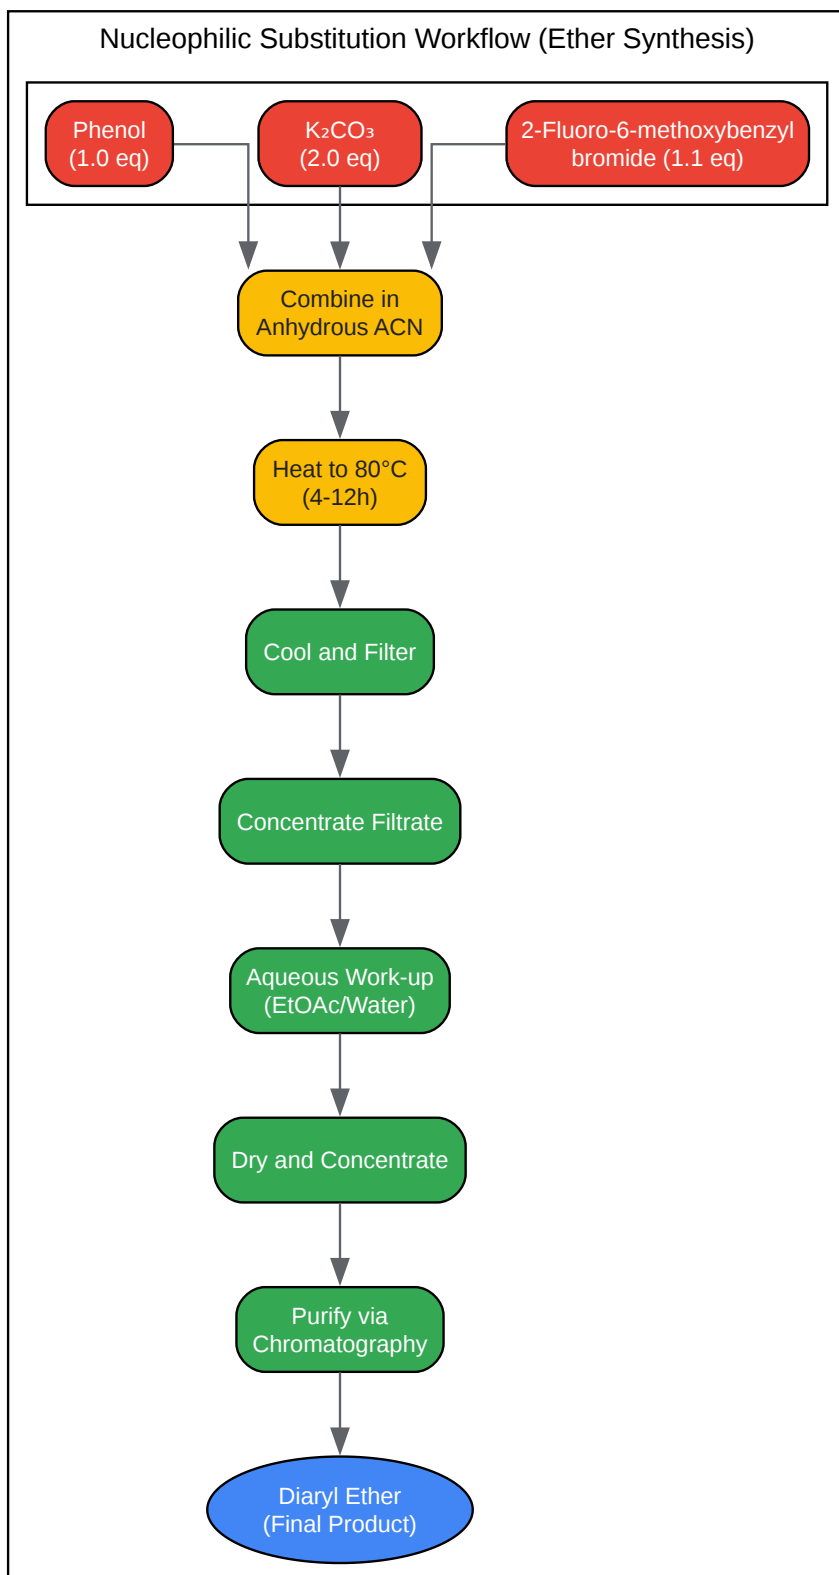 Nucleophilic Substitution Workflow (Ether Synthesis)
Phenol
(1.0 eq)
K₂CO₃
(2.0 eq)
2-Fluoro-6-methoxybenzyl
bromide (1.1 eq)
Combine in
Anhydrous ACN
Heat to 80°C
(4-12h)
Cool and Filter
Concentrate Filtrate
Aqueous Work-up
(EtOAc/Water)
Dry and Concentrate
Purify via
Chromatography
Diaryl Ether
(Final Product)